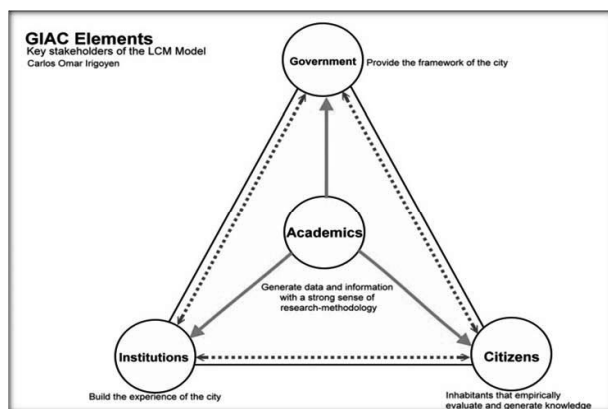 GIAC Elements
Key stakeholders of the LCM Model
Carlos Omar Irigoyen
Government
Provide the framework of the city
Academics
Generate data and information
with a strong sense of
research-methodology
Institutions
Build the experience of the city
Citizens
Inhabitants that empirically
evaluate and generate knowledge